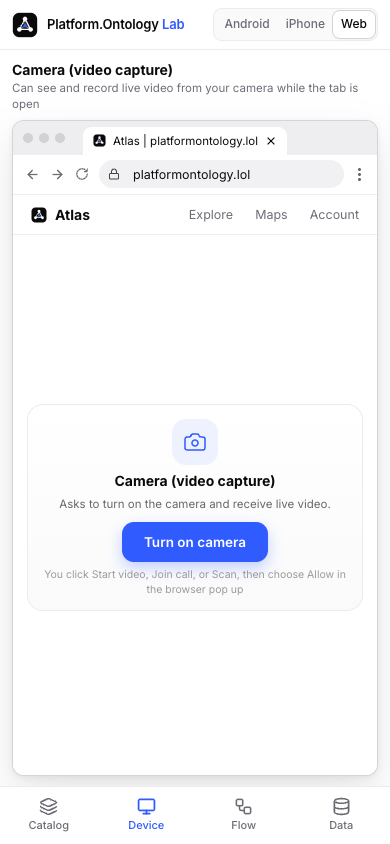 Platform.Ontology Lab
Android iPhone Web
Camera (video capture)
Can see and record live video from your camera while the tab is
open
Atlas | platformontology.lol
platformontology.lol
Atlas
Explore Maps Account
Camera (video capture)
Asks to turn on the camera and receive live video.
Turn on camera
You click Start video, Join call, or Scan, then choose Allow in
the browser pop up
Catalog Device Flow Data